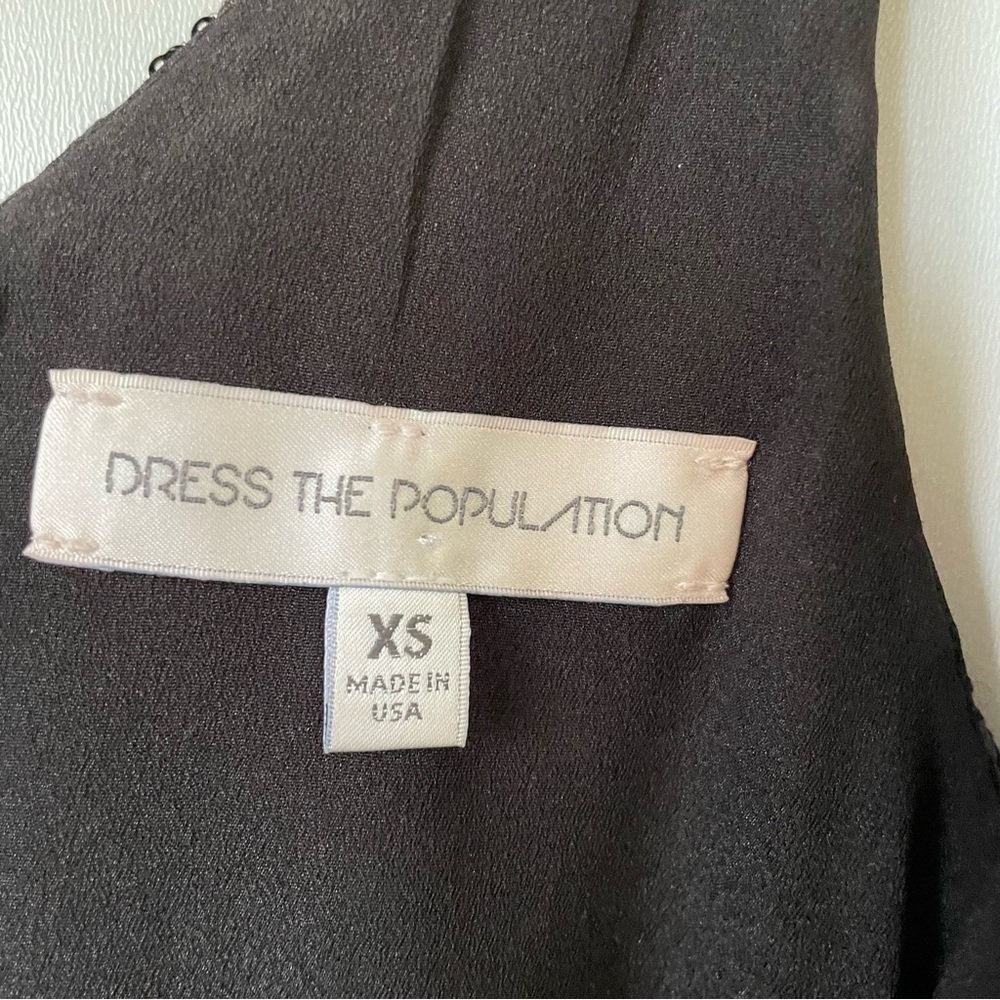 DRESS THE POPULATION
XS
MADE IN
USA